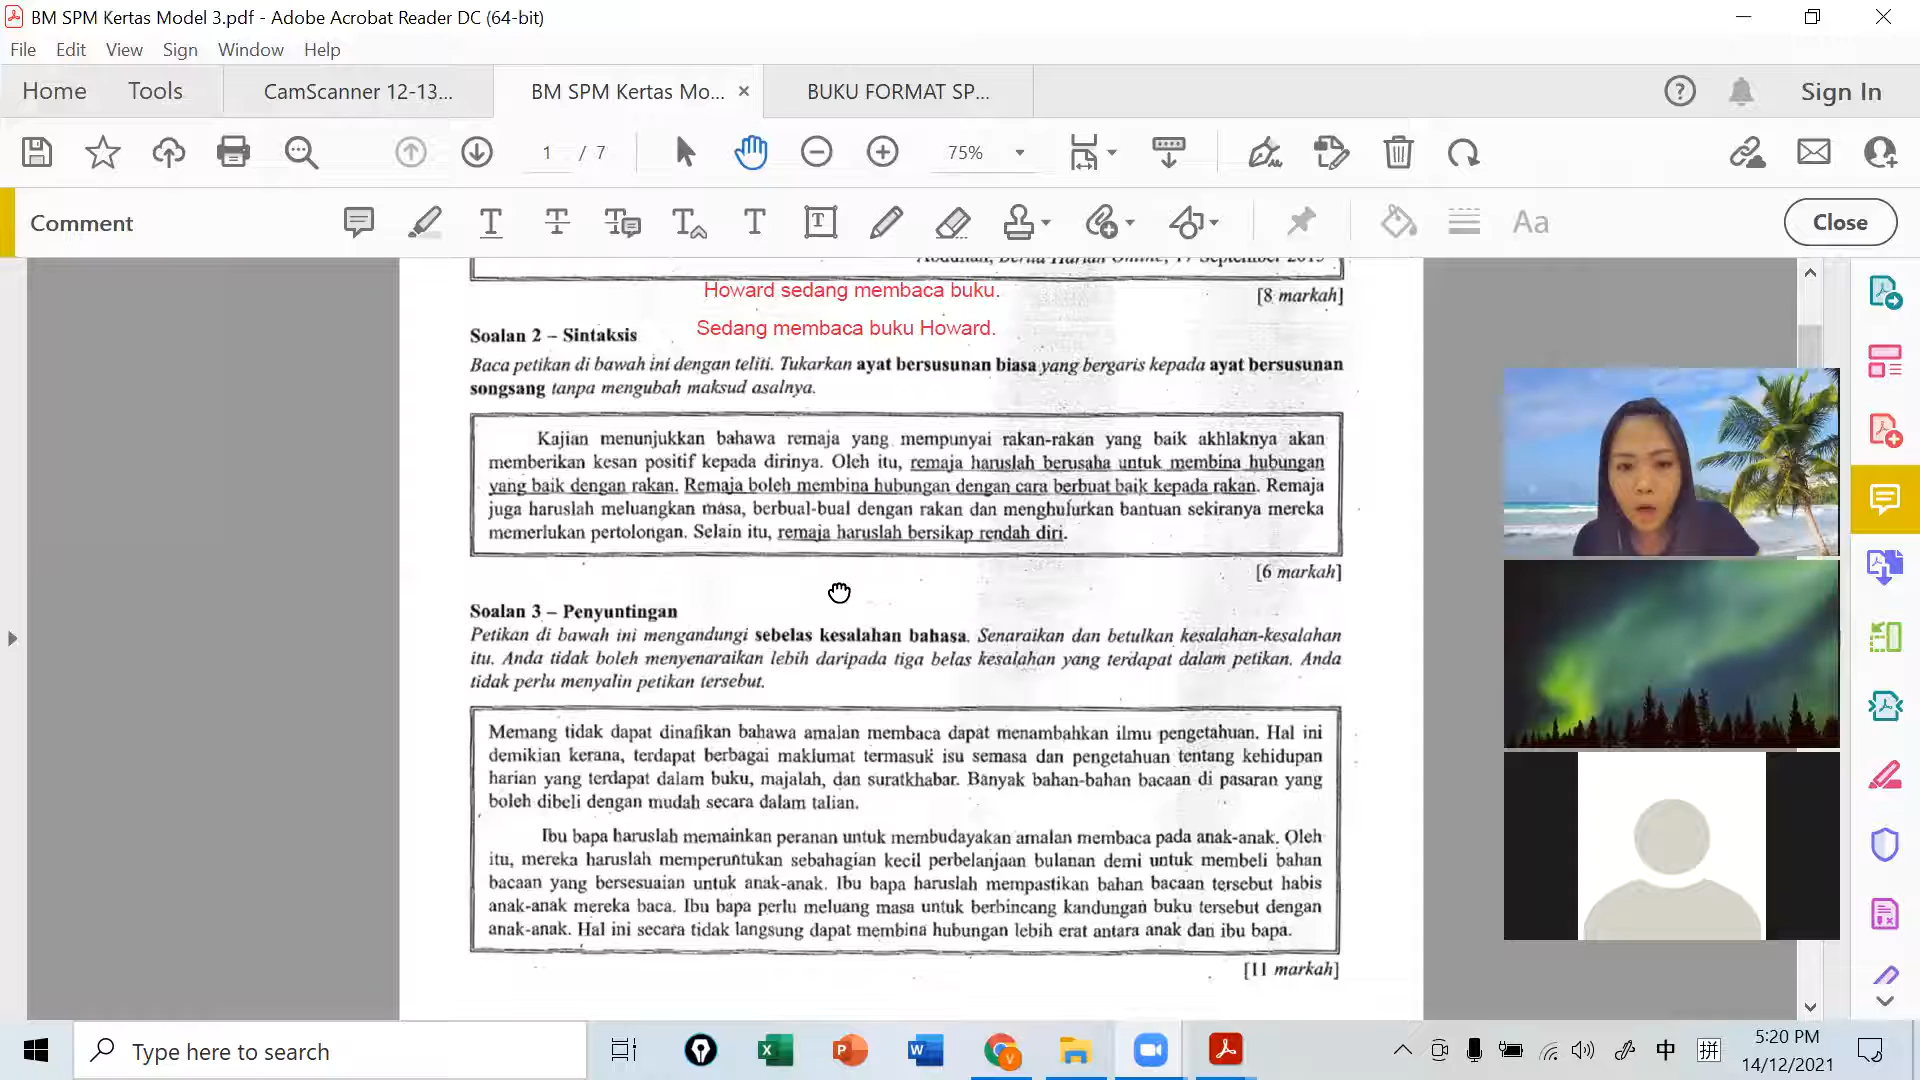 BM SPM Kertas Model 3.pdf - Adobe Acrobat Reader DC (64-bit)
File Edit View Sign Window Help
Home Tools CamScanner 12-13... BM SPM Kertas Mo... × BUKU FORMAT SP... Sign In
1 / 7 75%
Comment Aa Close
Abdullah, Berita Harian Online, 17 September 2015
Howard sedang membaca buku.
[8 markah]
Sedang membaca buku Howard.
Soalan 2 – Sintaksis
Baca petikan di bawah ini dengan teliti. Tukarkan ayat bersusunan biasa yang bergaris kepada ayat bersusunan
songsang tanpa mengubah maksud asalnya.
Kajian menunjukkan bahawa remaja yang mempunyai rakan-rakan yang baik akhlaknya akan
memberikan kesan positif kepada dirinya. Oleh itu, remaja haruslah berusaha untuk membina hubungan
yang baik dengan rakan. Remaja boleh membina hubungan dengan cara berbuat baik kepada rakan. Remaja
juga haruslah meluangkan masa, berbual-bual dengan rakan dan menghulurkan bantuan sekiranya mereka
memerlukan pertolongan. Selain itu, remaja haruslah bersikap rendah diri.
[6 markah]
Soalan 3 – Penyuntingan
Petikan di bawah ini mengandungi sebelas kesalahan bahasa. Senaraikan dan betulkan kesalahan-kesalahan
itu. Anda tidak boleh menyenaraikan lebih daripada tiga belas kesalahan yang terdapat dalam petikan. Anda
tidak perlu menyalin petikan tersebut.
Memang tidak dapat dinafikan bahawa amalan membaca dapat menambahkan ilmu pengetahuan. Hal ini
demikian kerana, terdapat berbagai maklumat termasuk isu semasa dan pengetahuan tentang kehidupan
harian yang terdapat dalam buku, majalah, dan suratkhabar. Banyak bahan-bahan bacaan di pasaran yang
boleh dibeli dengan mudah secara dalam talian.
Ibu bapa haruslah memainkan peranan untuk membudayakan amalan membaca pada anak-anak. Oleh
itu, mereka haruslah memperuntukan sebahagian kecil perbelanjaan bulanan demi untuk membeli bahan
bacaan yang bersesuaian untuk anak-anak. Ibu bapa haruslah mempastikan bahan bacaan tersebut habis
anak-anak mereka baca. Ibu bapa perlu meluang masa untuk berbincang kandungan buku tersebut dengan
anak-anak. Hal ini secara tidak langsung dapat membina hubungan lebih erat antara anak dan ibu bapa.
[11 markah]
Type here to search
中 拼
5:20 PM
14/12/2021